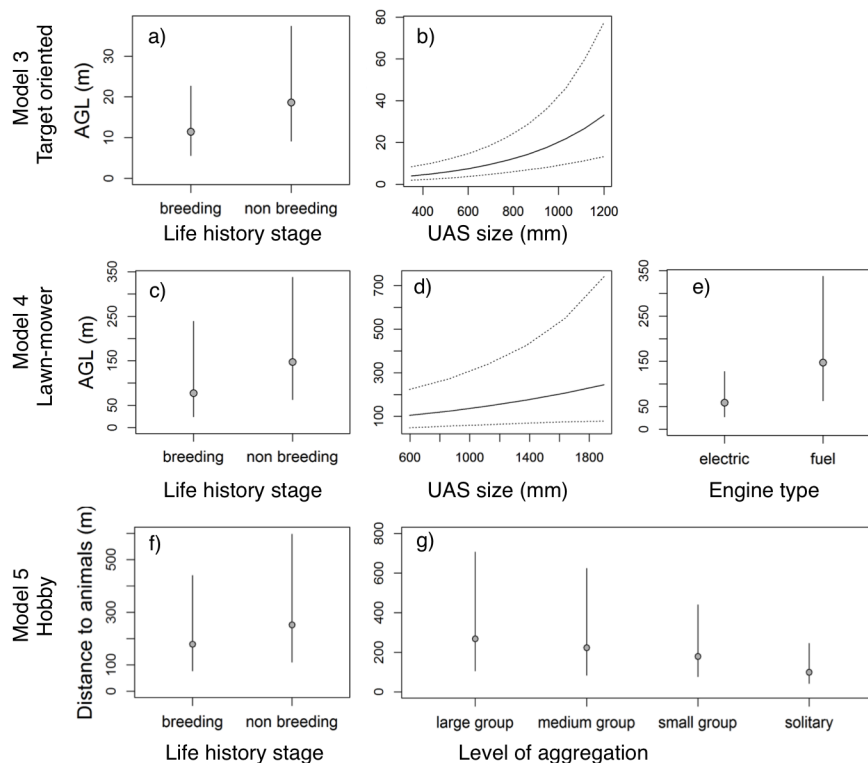 Model 3
Target oriented
AGL (m)
a)
0
10
20
30
breeding
non breeding
Life history stage
b)
0
20
40
60
80
400
600
800
1000
1200
UAS size (mm)
Model 4
Lawn-mower
AGL (m)
c)
0
50
150
250
350
breeding
non breeding
Life history stage
d)
100
300
500
700
600
1000
1400
1800
UAS size (mm)
e)
0
50
150
250
350
electric
fuel
Engine type
Model 5
Hobby
Distance to animals (m)
f)
0
100
300
500
breeding
non breeding
Life history stage
g)
0
200
400
600
800
large group
medium group
small group
solitary
Level of aggregation